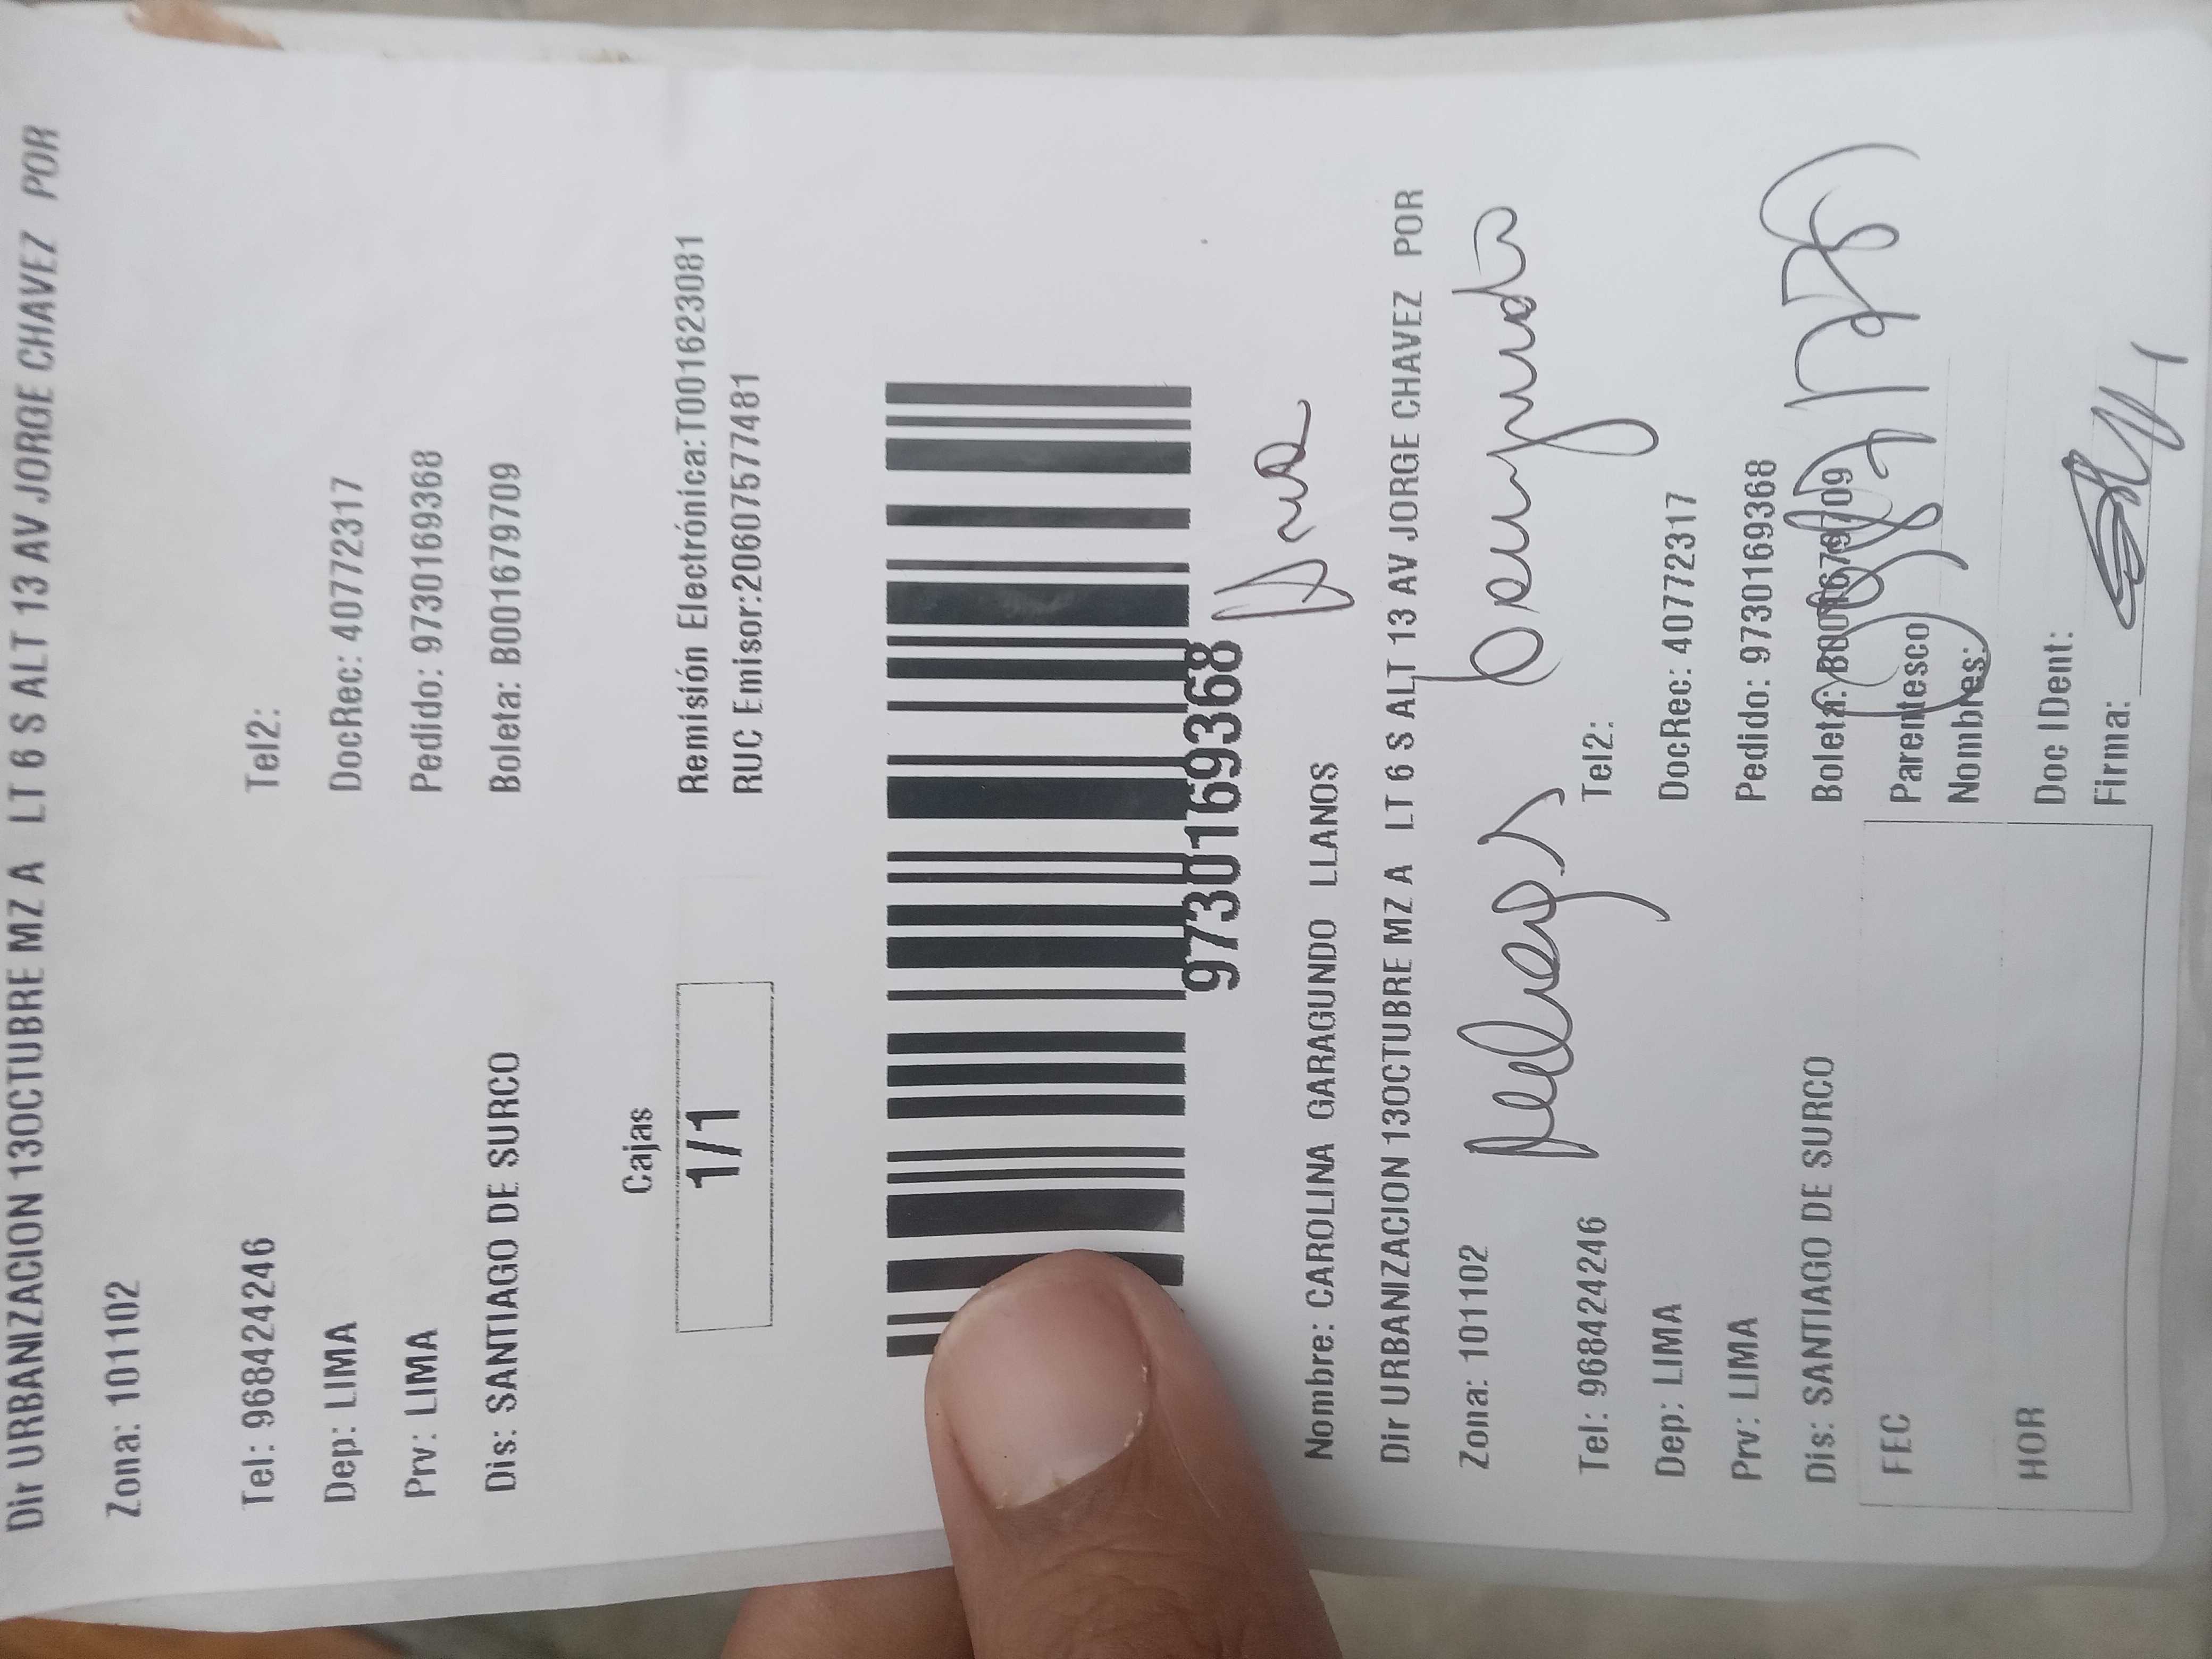 Dir URBANIZACION 13OCTUBRE MZ A LT 6 S ALT 13 AV JORGE CHAVEZ POR
Zona: 101102
Tel: 968424246 Tel2:
Dep: LIMA DocRec: 40772317
Prv: LIMA Pedido: 9730169368
Dis: SANTIAGO DE SURCO Boleta: B001679709
Cajas
1/1
Remisión Electrónica:T001623081
RUC Emisor:20607577481
9730169368
Nombre: CAROLINA GARAGUNDO LLANOS
Dir URBANIZACION 13OCTUBRE MZ A LT 6 S ALT 13 AV JORGE CHAVEZ POR
Zona: 101102
Tel: 968424246 Tel2:
Dep: LIMA DocRec: 40772317
Prv: LIMA Pedido: 9730169368
Dis: SANTIAGO DE SURCO Boleta: B001679709
FEC Parentesco
Nombres:
HOR Doc IDent:
Firma: